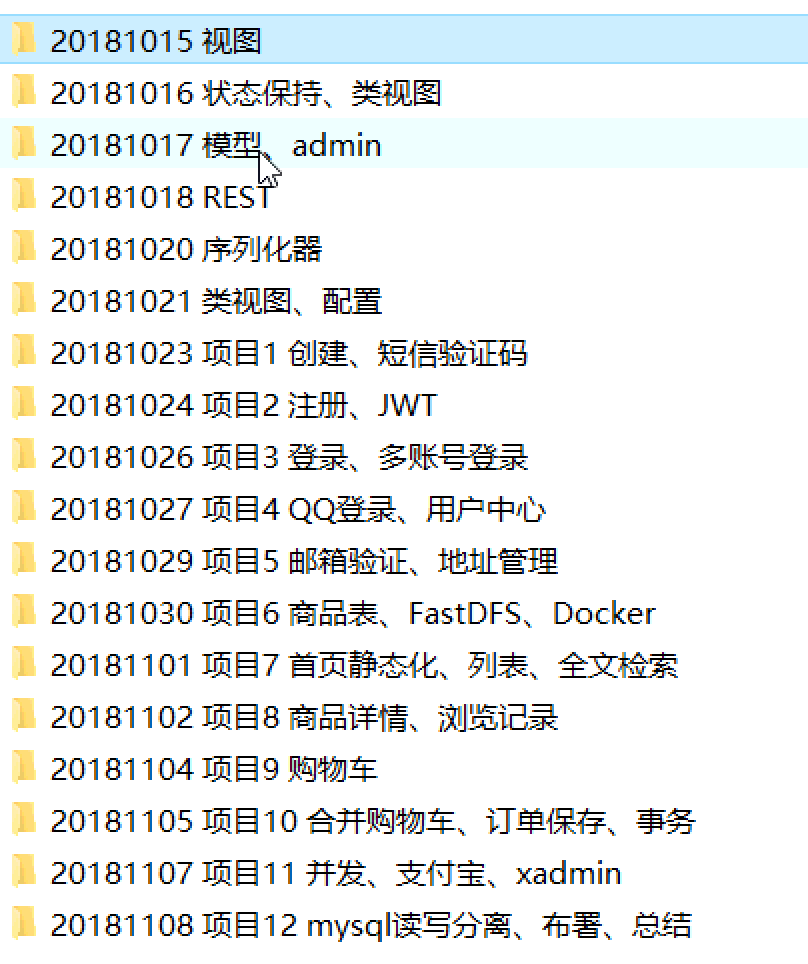 20181015 视图
20181016 状态保持、类视图
20181017 模型、admin
20181018 REST
20181020 序列化器
20181021 类视图、配置
20181023 项目1 创建、短信验证码
20181024 项目2 注册、JWT
20181026 项目3 登录、多账号登录
20181027 项目4 QQ登录、用户中心
20181029 项目5 邮箱验证、地址管理
20181030 项目6 商品表、FastDFS、Docker
20181101 项目7 首页静态化、列表、全文检索
20181102 项目8 商品详情、浏览记录
20181104 项目9 购物车
20181105 项目10 合并购物车、订单保存、事务
20181107 项目11 并发、支付宝、xadmin
20181108 项目12 mysql读写分离、布署、总结